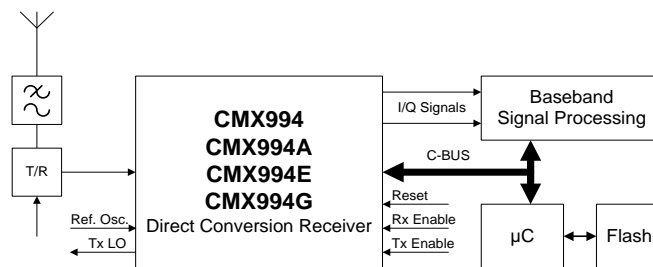 CMX994
CMX994A
CMX994E
CMX994G
Direct Conversion Receiver
T/R
Ref. Osc.
Tx LO
I/Q Signals
C-BUS
Reset
Rx Enable
Tx Enable
Baseband
Signal Processing
µC
Flash